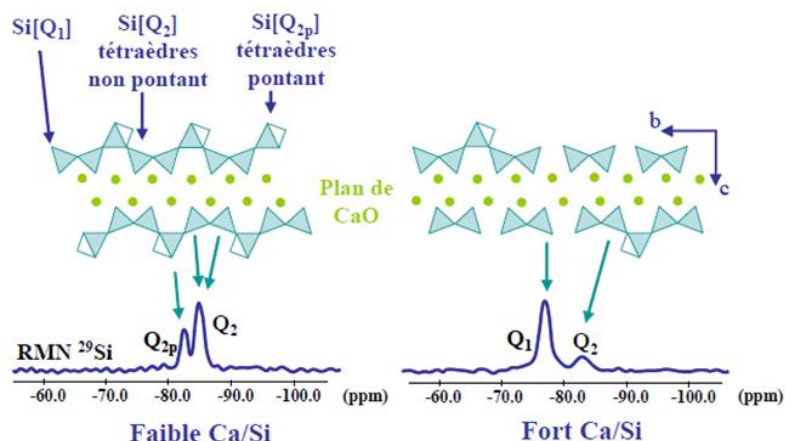 Si[Q₁]
Si[Q₂]
tétraèdres
non pontant
Si[Q₂ₚ]
tétraèdres
pontant
Plan de
CaO
b
c
Q₂ₚ
Q₂
RMN ²⁹Si
-60.0 -70.0 -80.0 -90.0 -100.0 (ppm)
Faible Ca/Si
Q₁
Q₂
-60.0 -70.0 -80.0 -90.0 -100.0 (ppm)
Fort Ca/Si